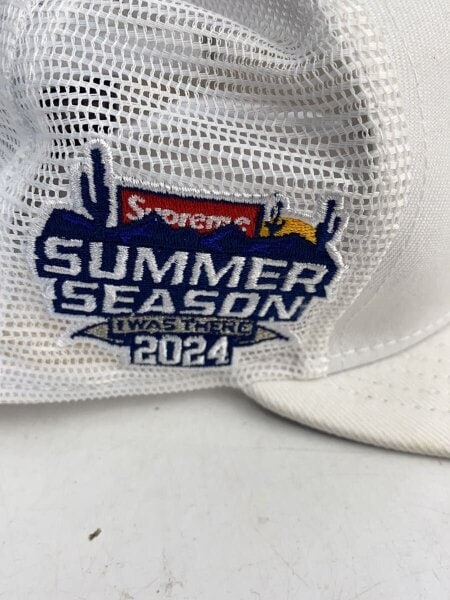 Supreme
SUMMER
SEASON
I WAS THERE
2024